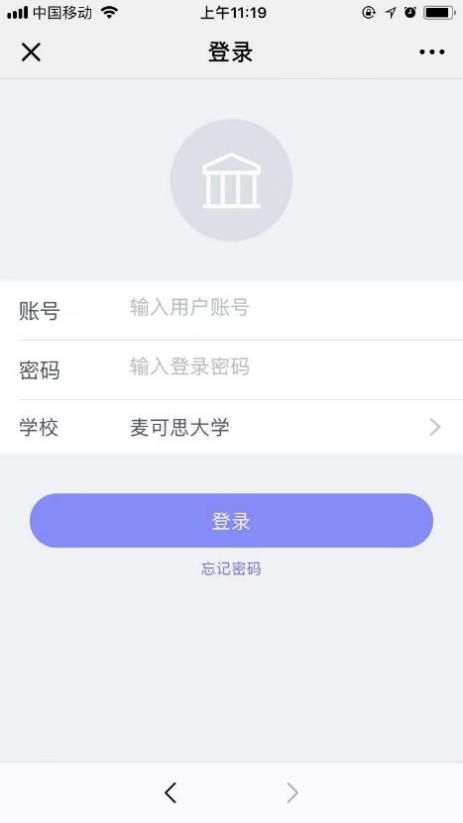 中国移动 上午11:19
登录
账号 输入用户账号
密码 输入登录密码
学校 麦可思大学
登录
忘记密码